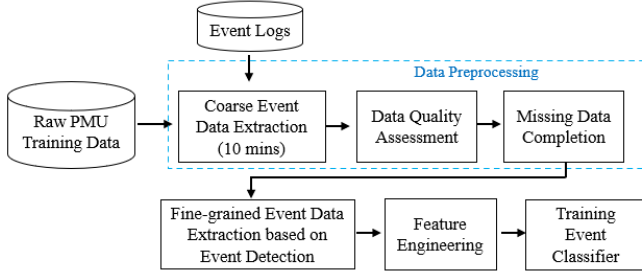 Event Logs
Data Preprocessing
Raw PMU
Training Data
Coarse Event
Data Extraction
(10 mins)
Data Quality
Assessment
Missing Data
Completion
Fine-grained Event Data
Extraction based on
Event Detection
Feature
Engineering
Training
Event
Classifier